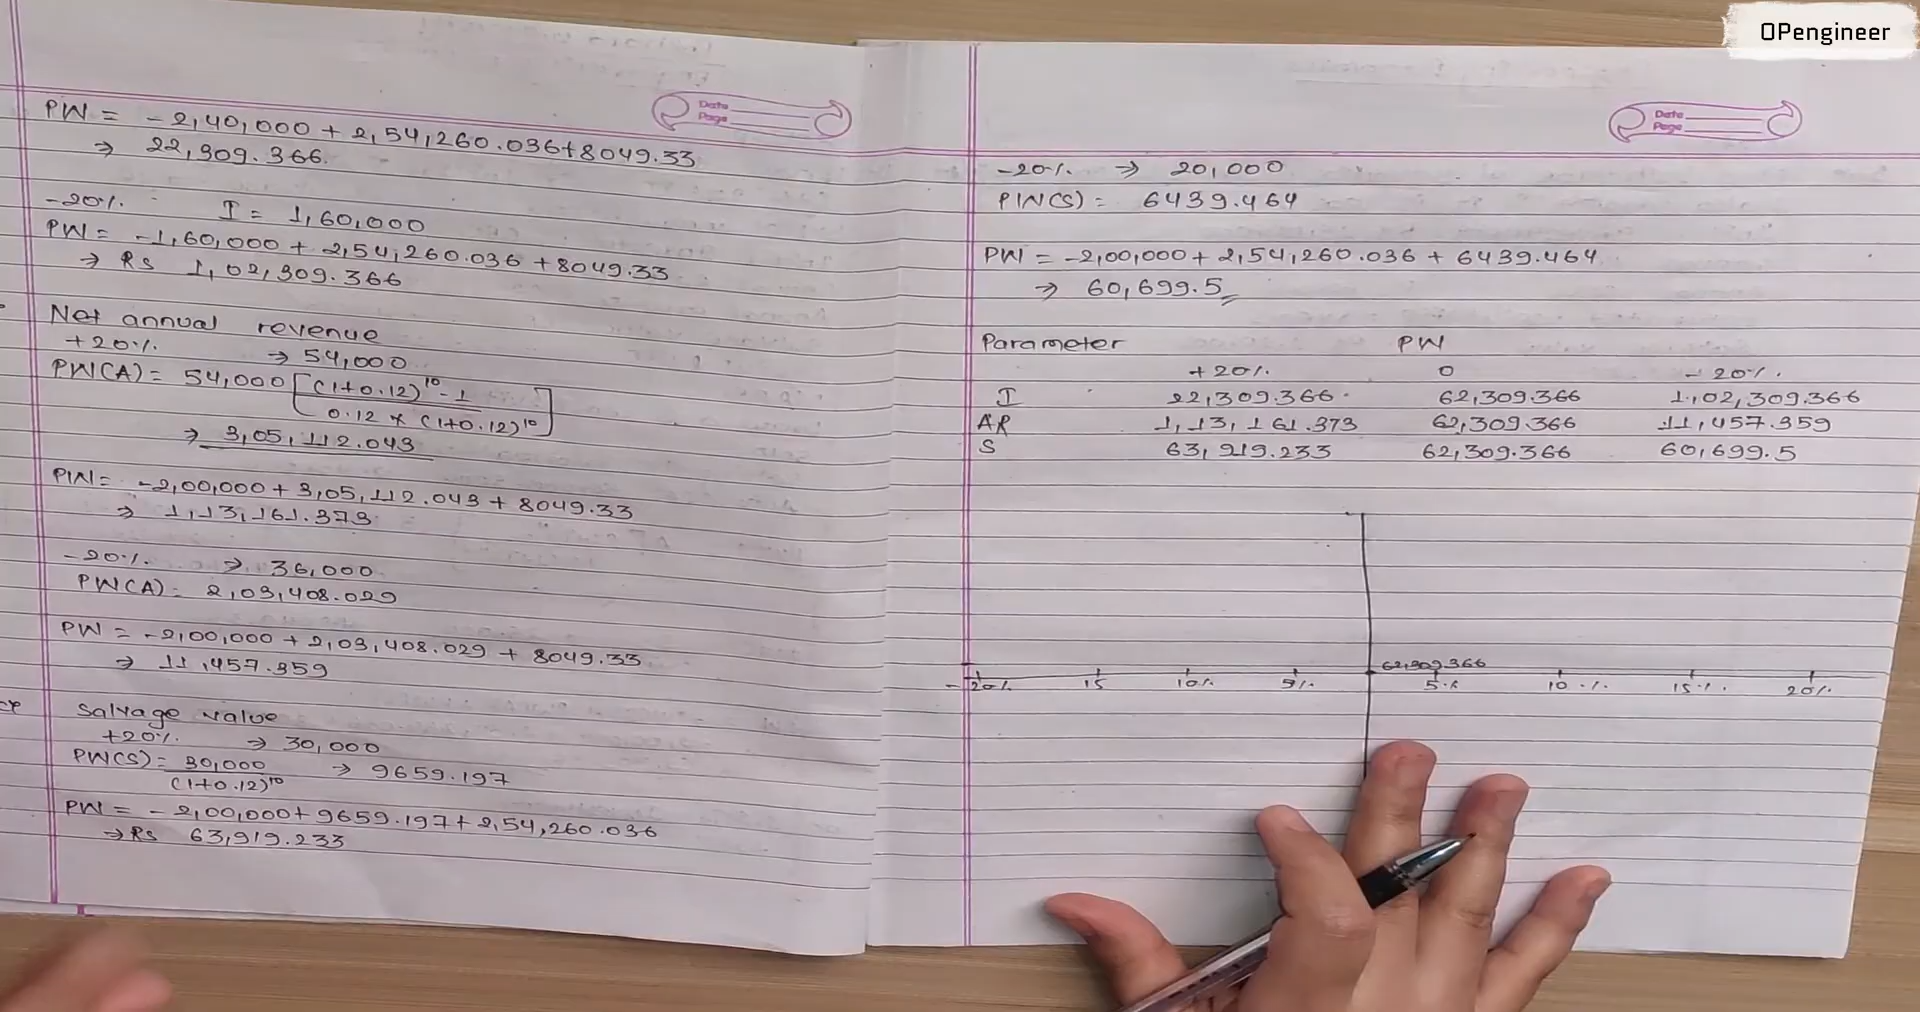 OPengineer
Date
Page
PW = -2,40,000 + 2,54,260.036+8049.33
⇒ 22,309.366.
-20%. I = 1,60,000
PW = -1,60,000 + 2,54,260.036 + 8049.33
⇒ RS 1,02,309.366
Net annual revenue
+20%. ⇒ 54,000
PW(A) = 54,000 [(1+0.12)^10 - 1
0.12 × (1+0.12)^10]
⇒ 3,05,112.043
PW = -2,00,000 + 3,05,112.043 + 8049.33
⇒ 1,13,161.373
-20%. ⇒ 36,000
PW(A) = 2,03,408.029
PW = -2,00,000 + 2,03,408.029 + 8049.33
⇒ 11,457.359
Salvage value
+20%. ⇒ 30,000
PW(S) = 30,000 ⇒ 9659.197
(1+0.12)^10
PW = -2,00,000+9659.197+2,54,260.036
⇒ RS 63,919.233
Date
Page
-20%. ⇒ 20,000
PW(S) = 6439.464
PW = -2,00,000 + 2,54,260.036 + 6439.464
⇒ 60,699.5
Parameter PW
+20%. 0 -20%.
I 22,309.366. 62,309.366 1,02,309.366
AR 1,13,161.373 62,309.366 11,457.359
S 63,919.233 62,309.366 60,699.5
62,309.366
-20% 15 10% 5% 5% 10% 15% 20%